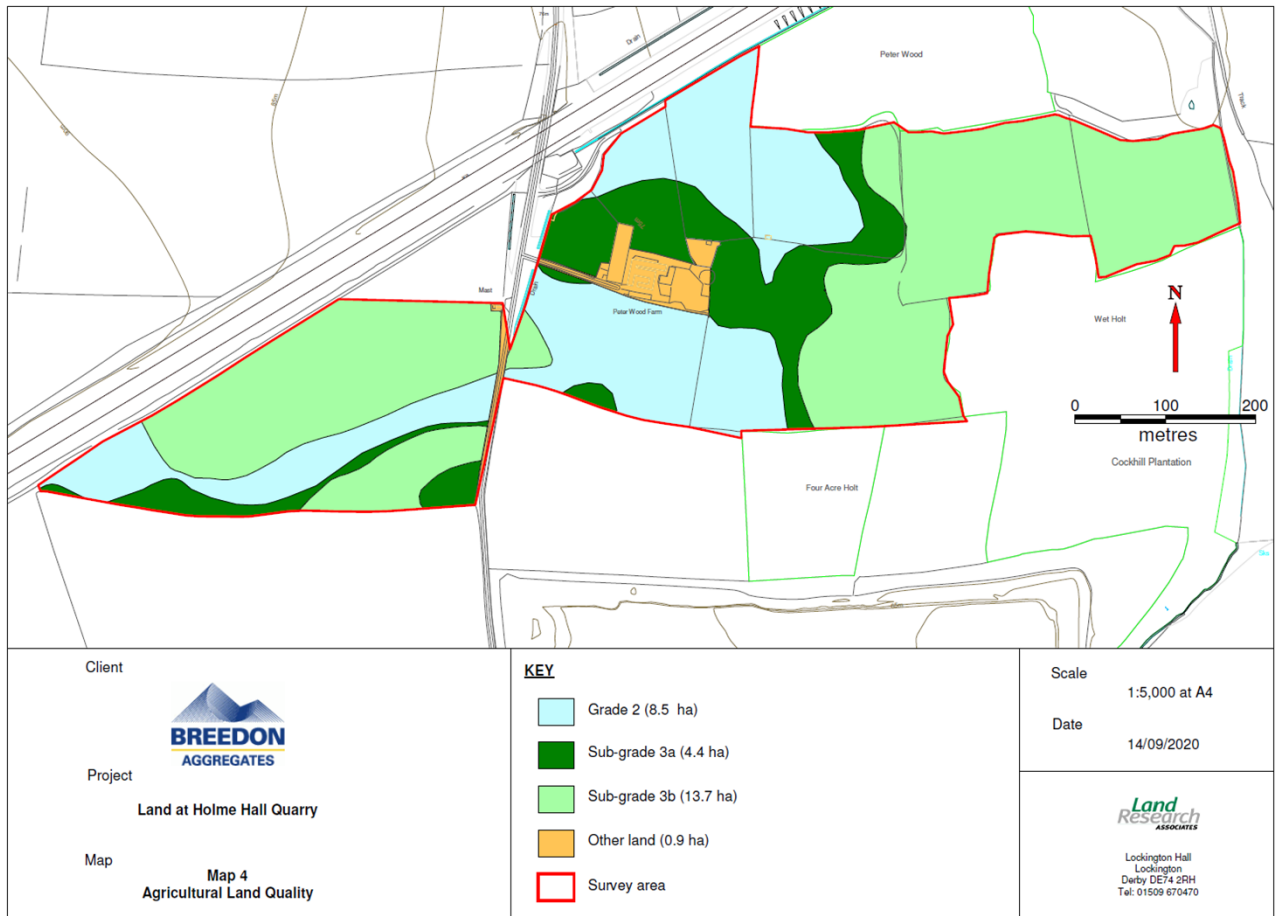 Drain
Peter Wood
Track
Mast
Drain
Peter Wood Farm
Wet Holt
N
0 100 200
metres
Cockhill Plantation
Four Acre Holt
Client
BREEDON
AGGREGATES
Project
Land at Holme Hall Quarry
Map
Map 4
Agricultural Land Quality
KEY
Grade 2 (8.5 ha)
Sub-grade 3a (4.4 ha)
Sub-grade 3b (13.7 ha)
Other land (0.9 ha)
Survey area
Scale
1:5,000 at A4
Date
14/09/2020
Land
Research
ASSOCIATES
Lockington Hall
Lockington
Derby DE74 2RH
Tel: 01509 670470